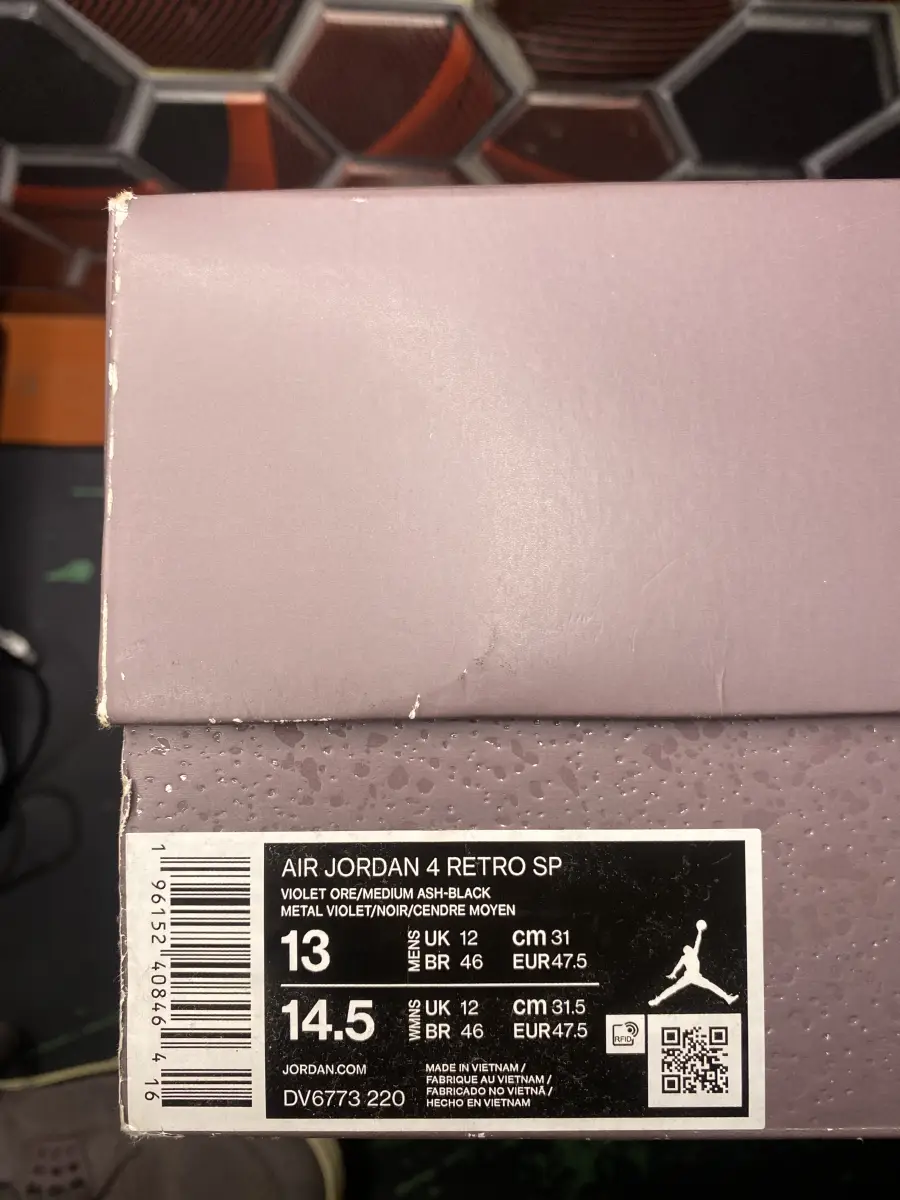 AIR JORDAN 4 RETRO SP
VIOLET ORE/MEDIUM ASH-BLACK
METAL VIOLET/NOIR/CENDRE MOYEN
13 MENS UK 12 cm 31
BR 46 EUR 47.5
14.5 WMNS UK 12 cm 31.5
BR 46 EUR 47.5
RFID
JORDAN.COM
DV6773 220
MADE IN VIETNAM /
FABRIQUE AU VIETNAM /
FABRICADO NO VIETNÃ /
HECHO EN VIETNAM
1 96152 40846 4 16